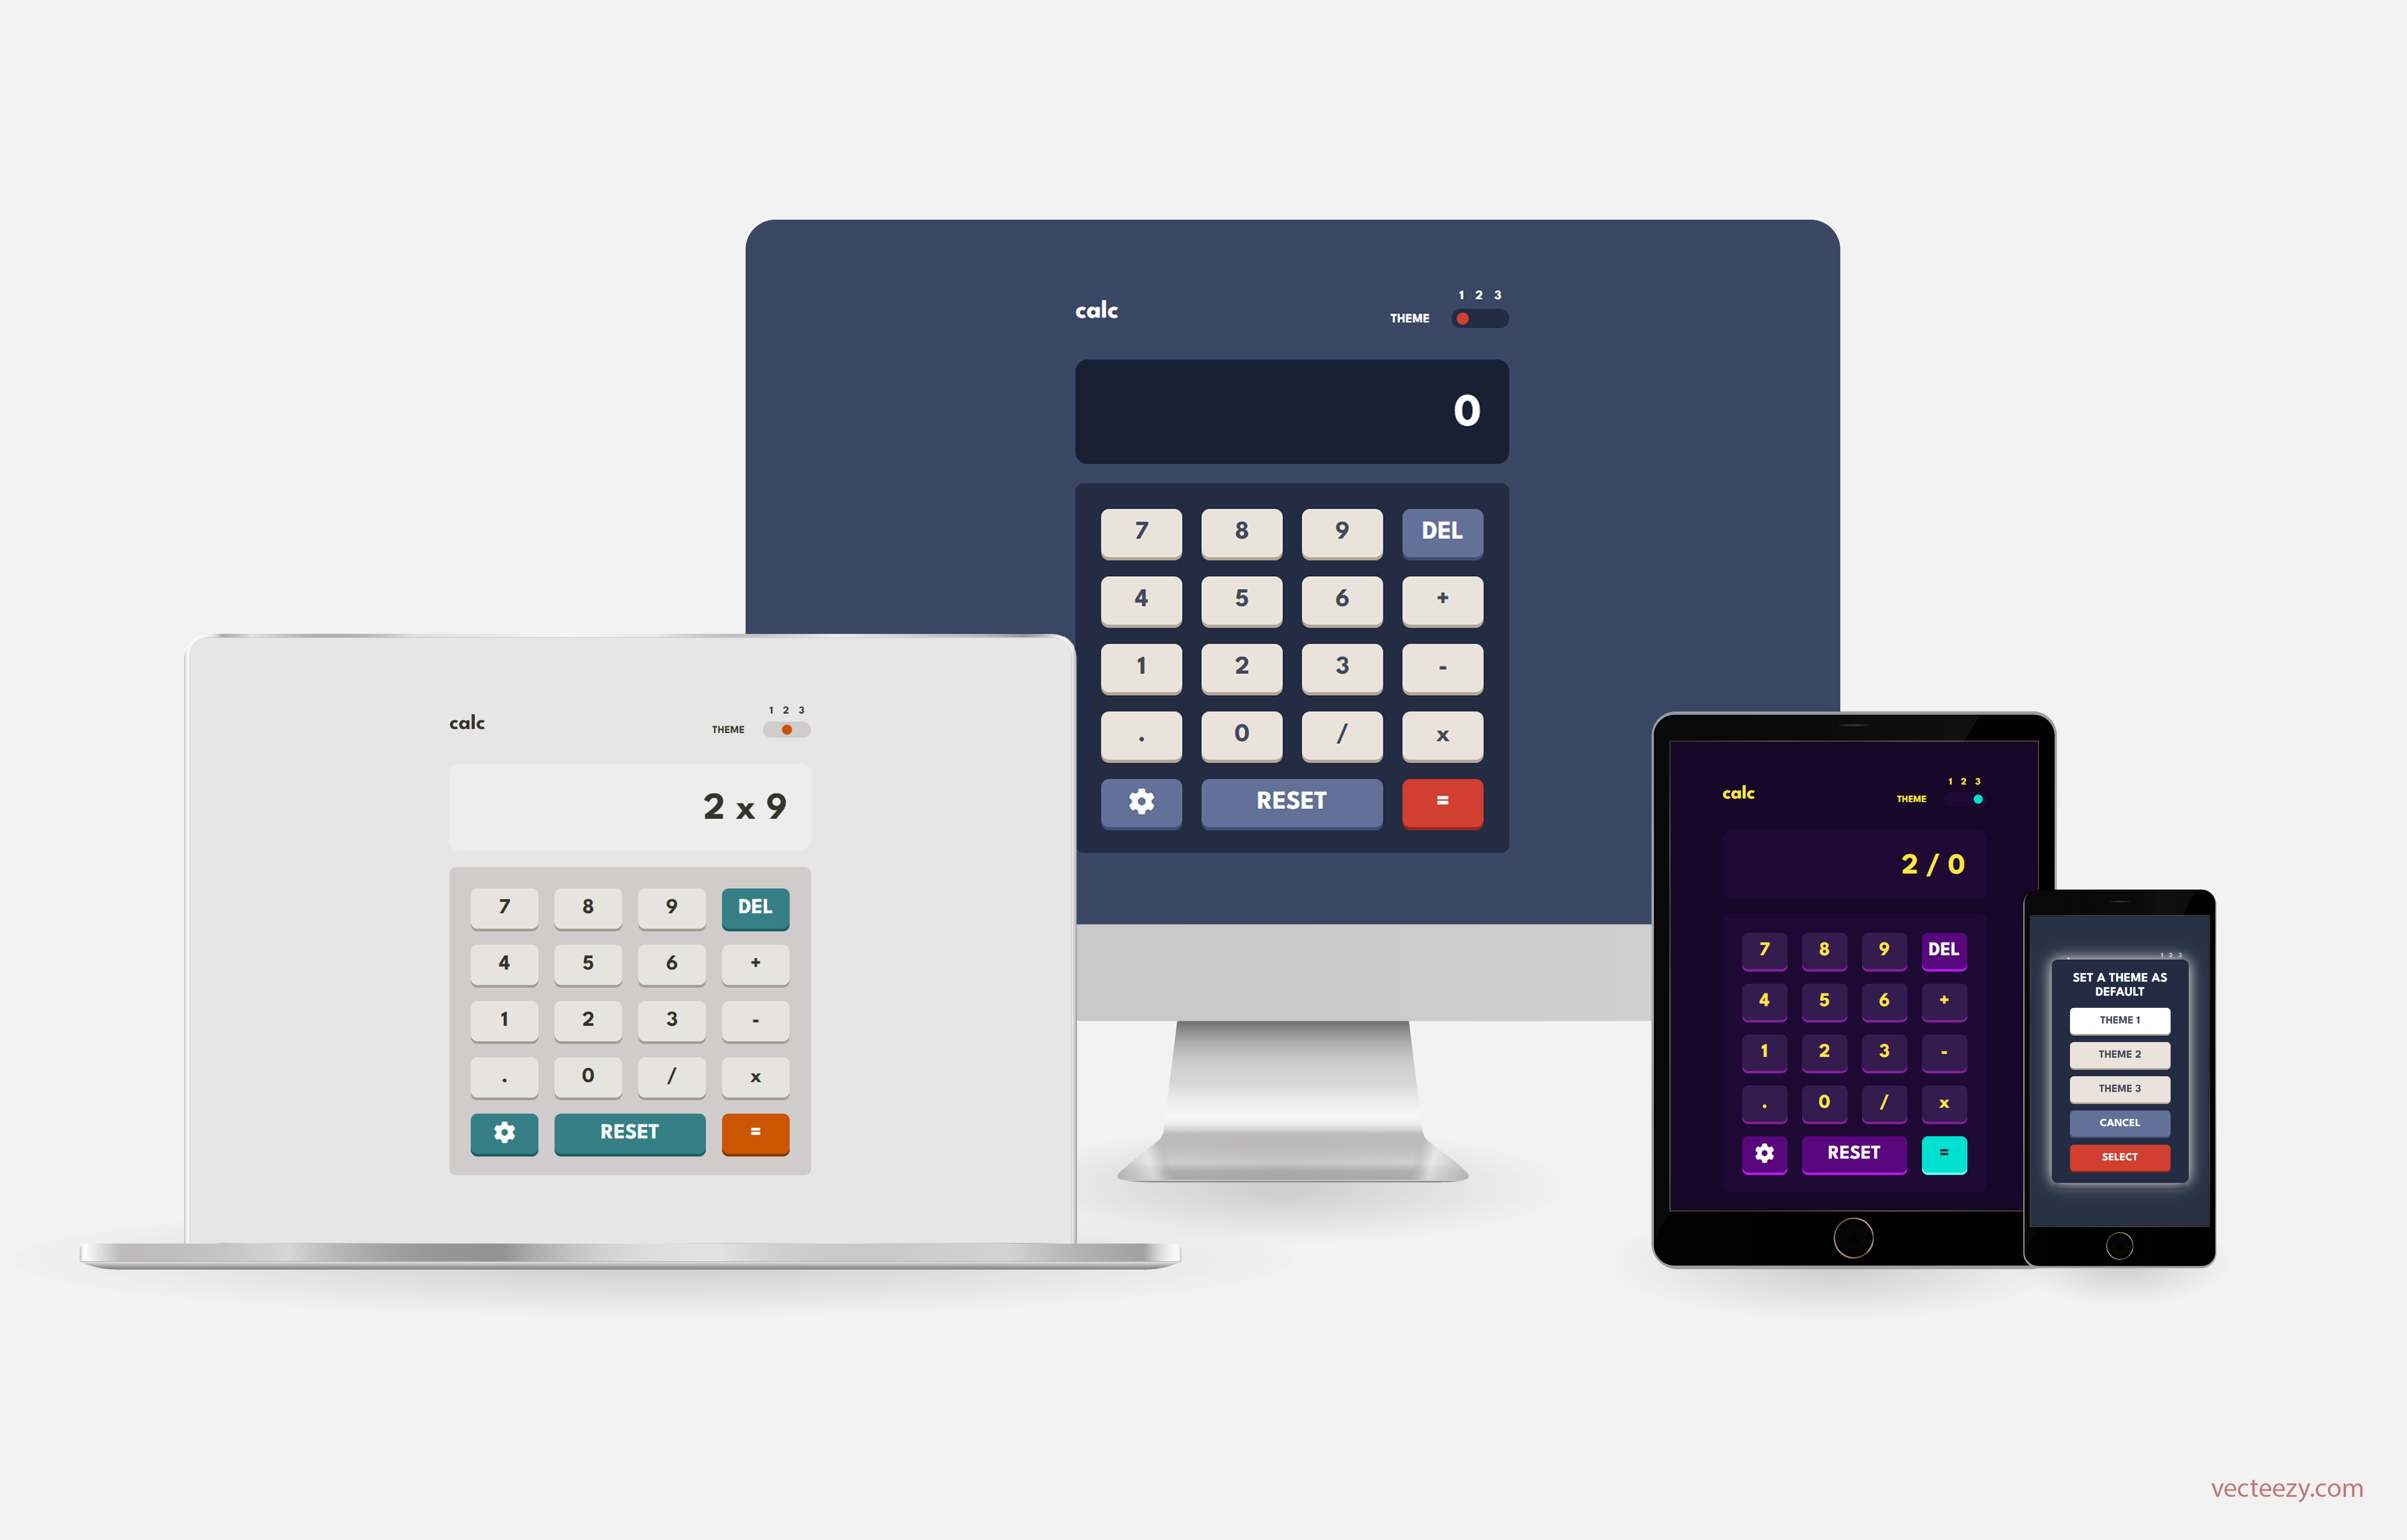 calc
1 2 3
THEME
0
7 8 9 DEL
4 5 6 +
1 2 3 -
. 0 / x
RESET =
calc
1 2 3
THEME
2 x 9
7 8 9 DEL
4 5 6 +
1 2 3 -
. 0 / x
RESET =
calc
1 2 3
THEME
2 / 0
7 8 9 DEL
4 5 6 +
1 2 3 -
. 0 / x
RESET =
1 2 3
SET A THEME AS
DEFAULT
THEME 1
THEME 2
THEME 3
CANCEL
SELECT
vecteezy.com